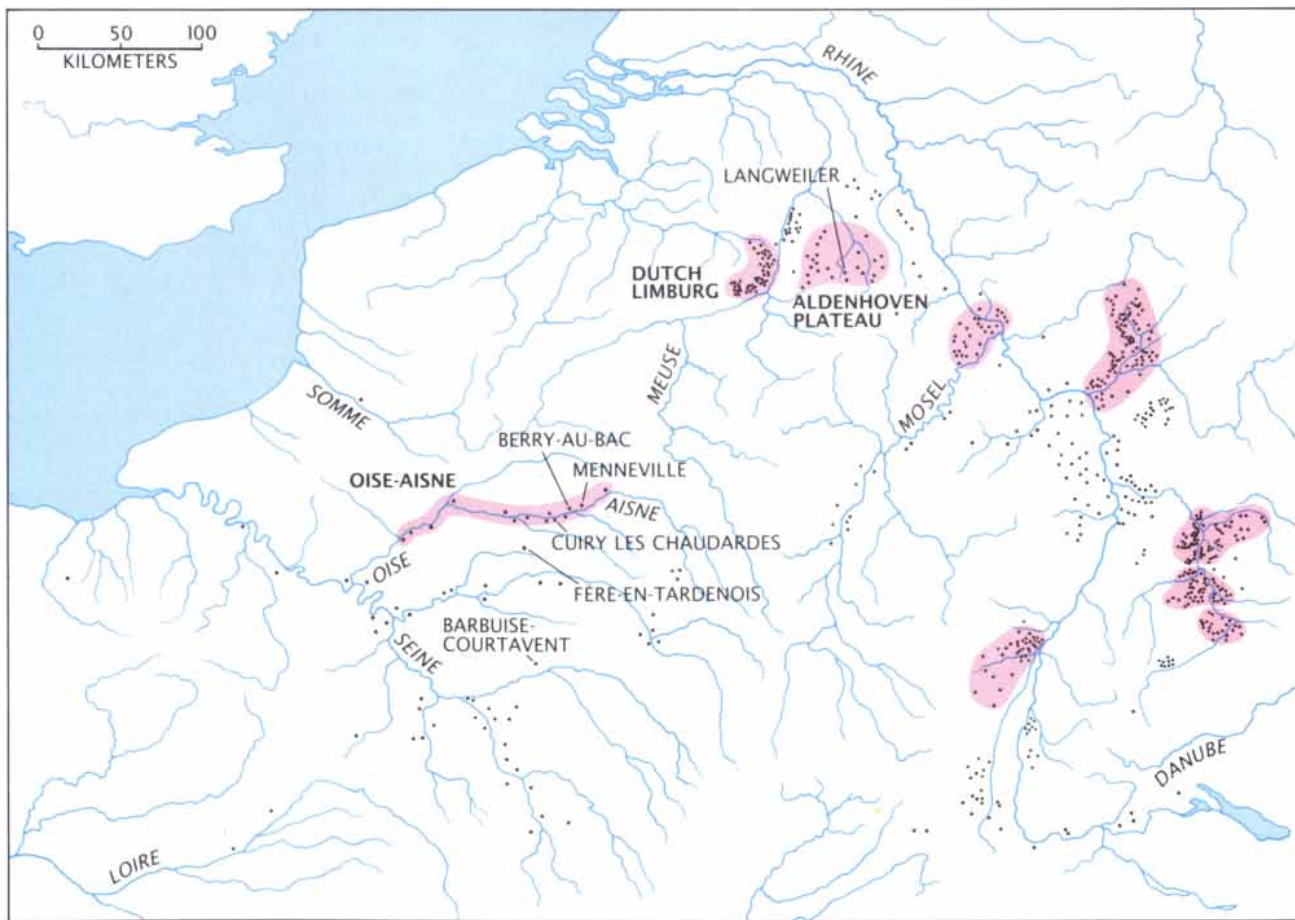 0 50 100
KILOMETERS
RHINE
LANGWEILER
DUTCH
LIMBURG
ALDENHOVEN
PLATEAU
MEUSE
MOSEL
SOMME
BERRY-AU-BAC
MENNEVILLE
OISE-AISNE
AISNE
CUIRY LES CHAUDARDES
OISE
FÈRE-EN-TARDENOIS
BARBUISE-
COURTAVENT
SEINE
DANUBE
LOIRE